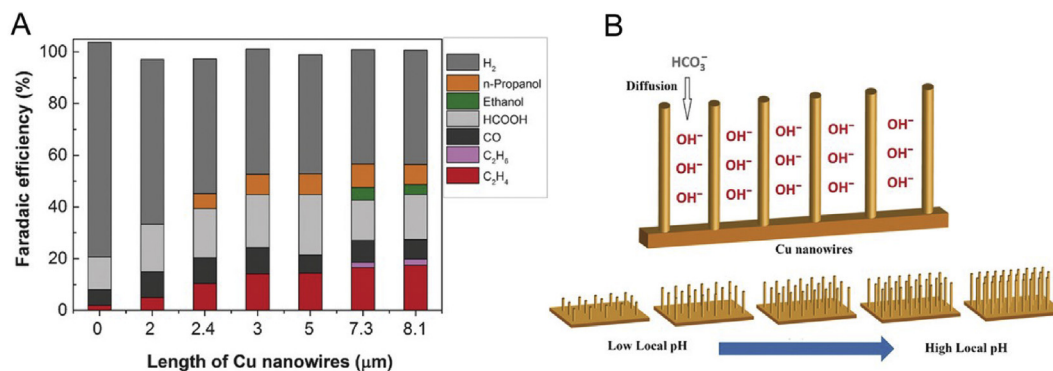 A
Faradaic efficiency (%)
100
80
60
40
20
0
0 2 2.4 3 5 7.3 8.1
Length of Cu nanowires (μm)
H₂
n-Propanol
Ethanol
HCOOH
CO
C₂H₆
C₂H₄
B
HCO₃⁻
Diffusion
OH⁻ OH⁻ OH⁻ OH⁻ OH⁻
OH⁻ OH⁻ OH⁻ OH⁻ OH⁻
OH⁻ OH⁻ OH⁻ OH⁻ OH⁻
Cu nanowires
Low Local pH
High Local pH